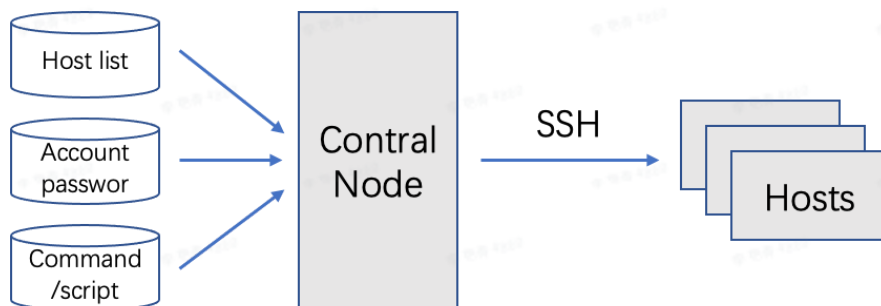 Host list
Account
passwor
Command
/script
Contral
Node
SSH
Hosts